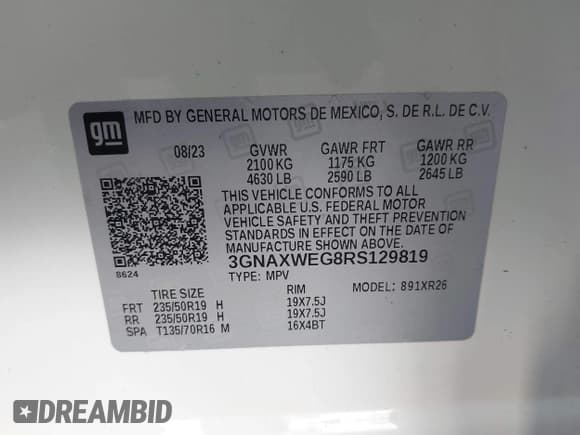 gm
MFD BY GENERAL MOTORS DE MEXICO, S. DE R.L. DE C.V.
08/23 GVWR GAWR FRT GAWR RR
2100 KG 1175 KG 1200 KG
4630 LB 2590 LB 2645 LB
THIS VEHICLE CONFORMS TO ALL
APPLICABLE U.S. FEDERAL MOTOR
VEHICLE SAFETY AND THEFT PREVENTION
STANDARDS IN EFFECT ON THE DATE OF
MANUFACTURE SHOWN ABOVE.
3GNAXWEG8RS129819
8624
TYPE: MPV MODEL: 891XR26
TIRE SIZE RIM
FRT 235/50R19 H 19X7.5J
RR 235/50R19 H 19X7.5J
SPA T135/70R16 M 16X4BT
DREAMBID